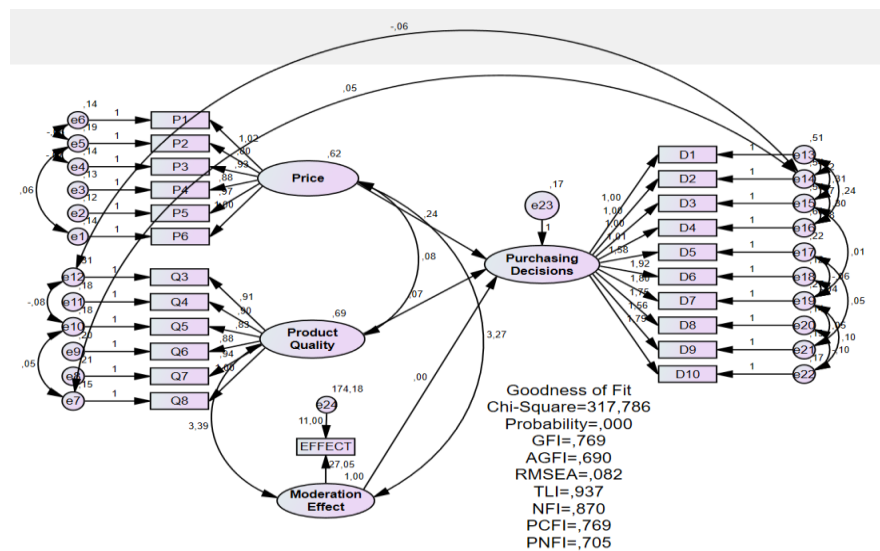 -,06
,05
,14
e6
1
P1
,19
e5
1
P2
,14
e4
1
P3
,13
e3
1
P4
,12
e2
1
P5
,14
e1
1
P6
,06
1,02
,93
,88
,97
,62
Price
,24
,08
,07
3,27
,00
e12
1
Q3
,18
e11
1
Q4
,18
e10
1
Q5
,20
e9
1
Q6
,21
e8
1
Q7
,15
e7
1
Q8
-,08
,05
,91
,90
,83
,88
,94
,69
Product
Quality
3,39
174,18
e24
11,00
EFFECT
27,05
1,00
Moderation
Effect
,17
e23
1
Purchasing
Decisions
1,00
1,00
1,00
1,01
1,58
1,92
1,80
1,75
1,56
1,79
D1
1
,51
e13
D2
1
e14
D3
1
e15
D4
1
e16
D5
1
,22
e17
D6
1
e18
D7
1
e19
D8
1
e20
D9
1
e21
D10
1
,17
e22
,24
,01
,05
,10
Goodness of Fit
Chi-Square=317,786
Probability=,000
GFI=,769
AGFI=,690
RMSEA=,082
TLI=,937
NFI=,870
PCFI=,769
PNFI=,705